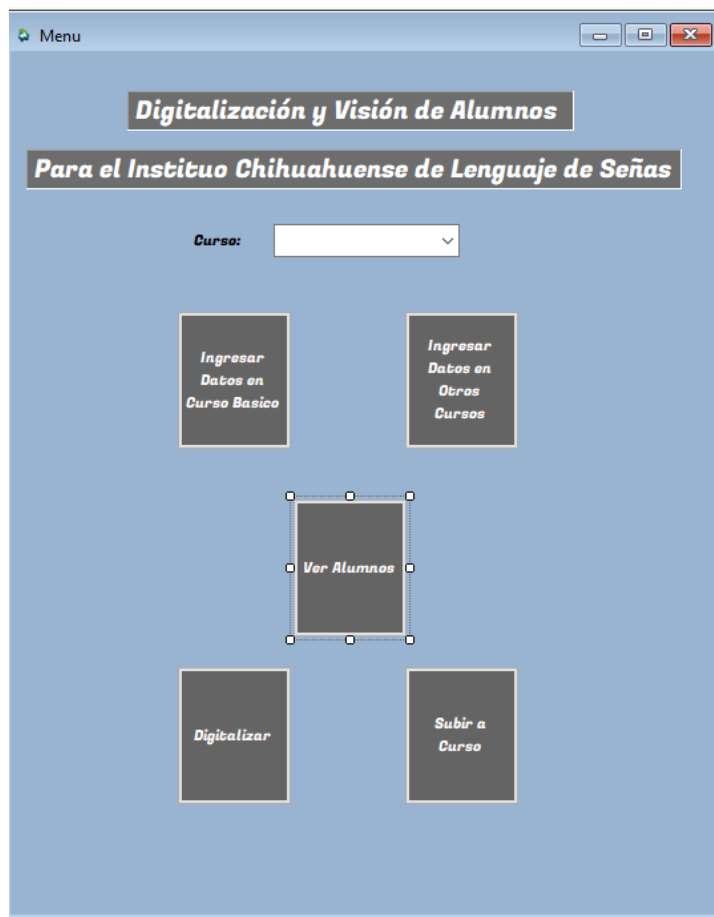 Menu
Digitalización y Visión de Alumnos
Para el Instituo Chihuahuense de Lenguaje de Señas
Curso:
Ingresar
Datos en
Curso Basico
Ingresar
Datos en
Otros
Cursos
Ver Alumnos
Digitalizar
Subir a
Curso